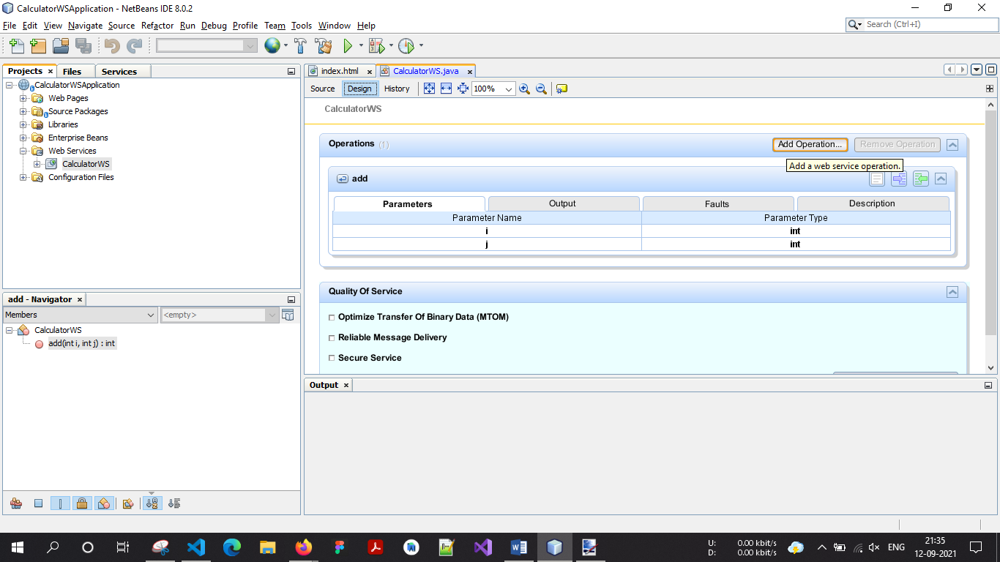 CalculatorWSApplication - NetBeans IDE 8.0.2
File Edit View Navigate Source Refactor Run Debug Profile Team Tools Window Help
Search (Ctrl+I)
Projects Files Services
CalculatorWSApplication
Web Pages
Source Packages
Libraries
Enterprise Beans
Web Services
CalculatorWS
Configuration Files
add - Navigator
Members <empty>
CalculatorWS
add(int i, int j) : int
index.html CalculatorWS.java
Source Design History 100%
CalculatorWS
Operations (1) Add Operation... Remove Operation
Add a web service operation.
add
Parameters Output Faults Description
Parameter Name Parameter Type
i int
j int
Quality Of Service
Optimize Transfer Of Binary Data (MTOM)
Reliable Message Delivery
Secure Service
Output
U: 0.00 kbit/s
D: 0.00 kbit/s
ENG
21:35
12-09-2021